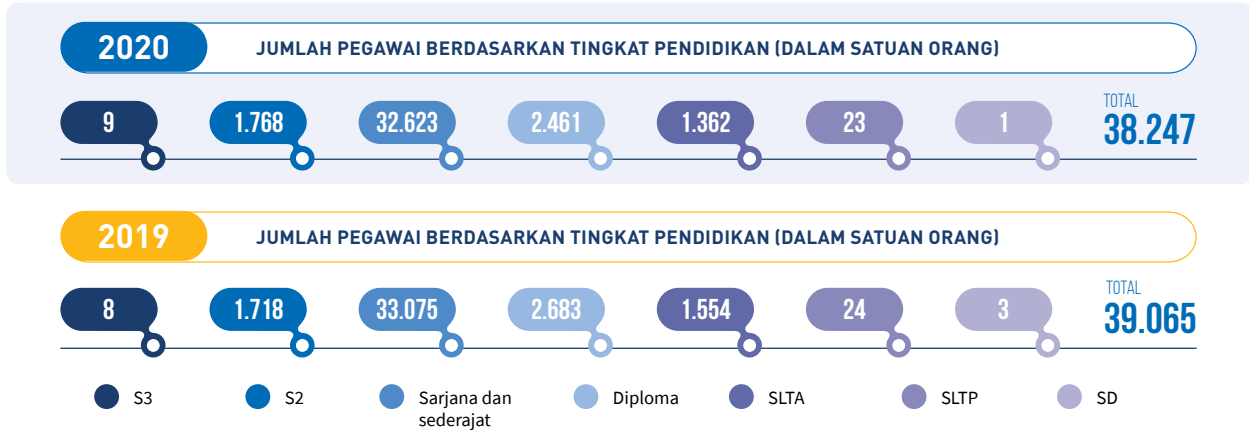 2020
JUMLAH PEGAWAI BERDASARKAN TINGKAT PENDIDIKAN (DALAM SATUAN ORANG)
9 1.768 32.623 2.461 1.362 23 1
TOTAL
38.247
2019
JUMLAH PEGAWAI BERDASARKAN TINGKAT PENDIDIKAN (DALAM SATUAN ORANG)
8 1.718 33.075 2.683 1.554 24 3
TOTAL
39.065
S3
S2
Sarjana dan
sederajat
Diploma
SLTA
SLTP
SD